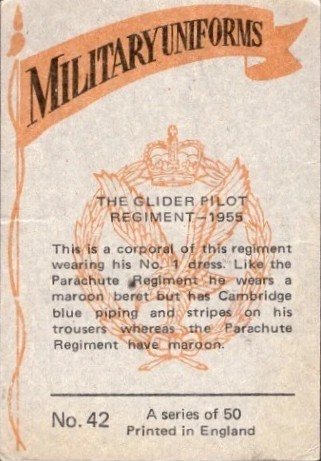 MILITARY UNIFORMS
THE GLIDER PILOT
REGIMENT—1955
This is a corporal of this regiment
wearing his No. 1 dress. Like the
Parachute Regiment he wears a
maroon beret but has Cambridge
blue piping and stripes on his
trousers whereas the Parachute
Regiment have maroon.
No. 42
A series of 50
Printed in England